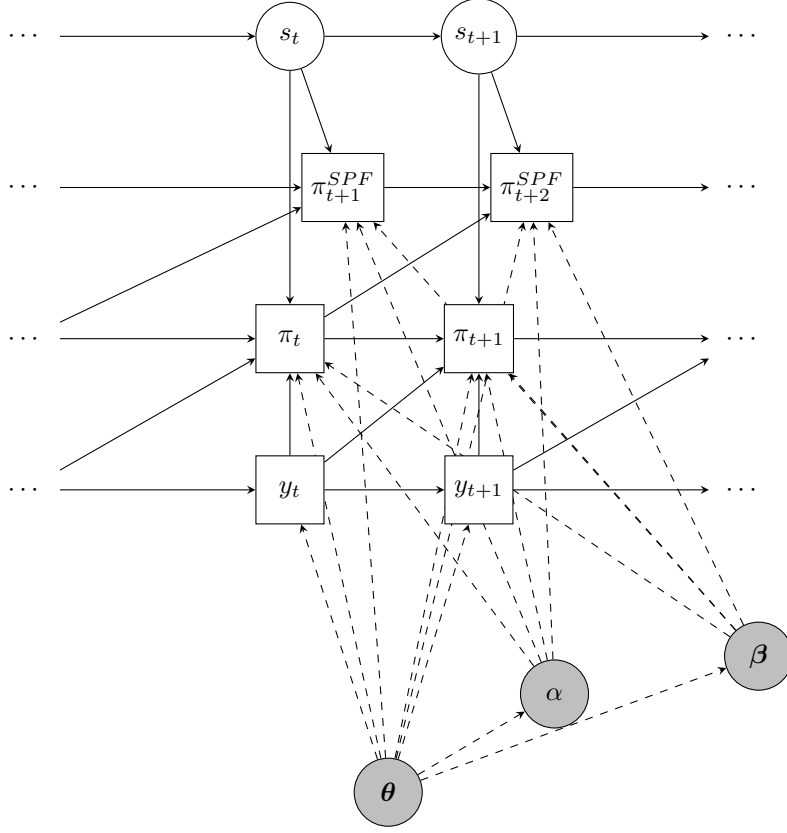 ⋯ s_t s_{t+1} ⋯
⋯ π^{SPF}_{t+1} π^{SPF}_{t+2} ⋯
⋯ π_t π_{t+1} ⋯
⋯ y_t y_{t+1} ⋯
β
α
θ